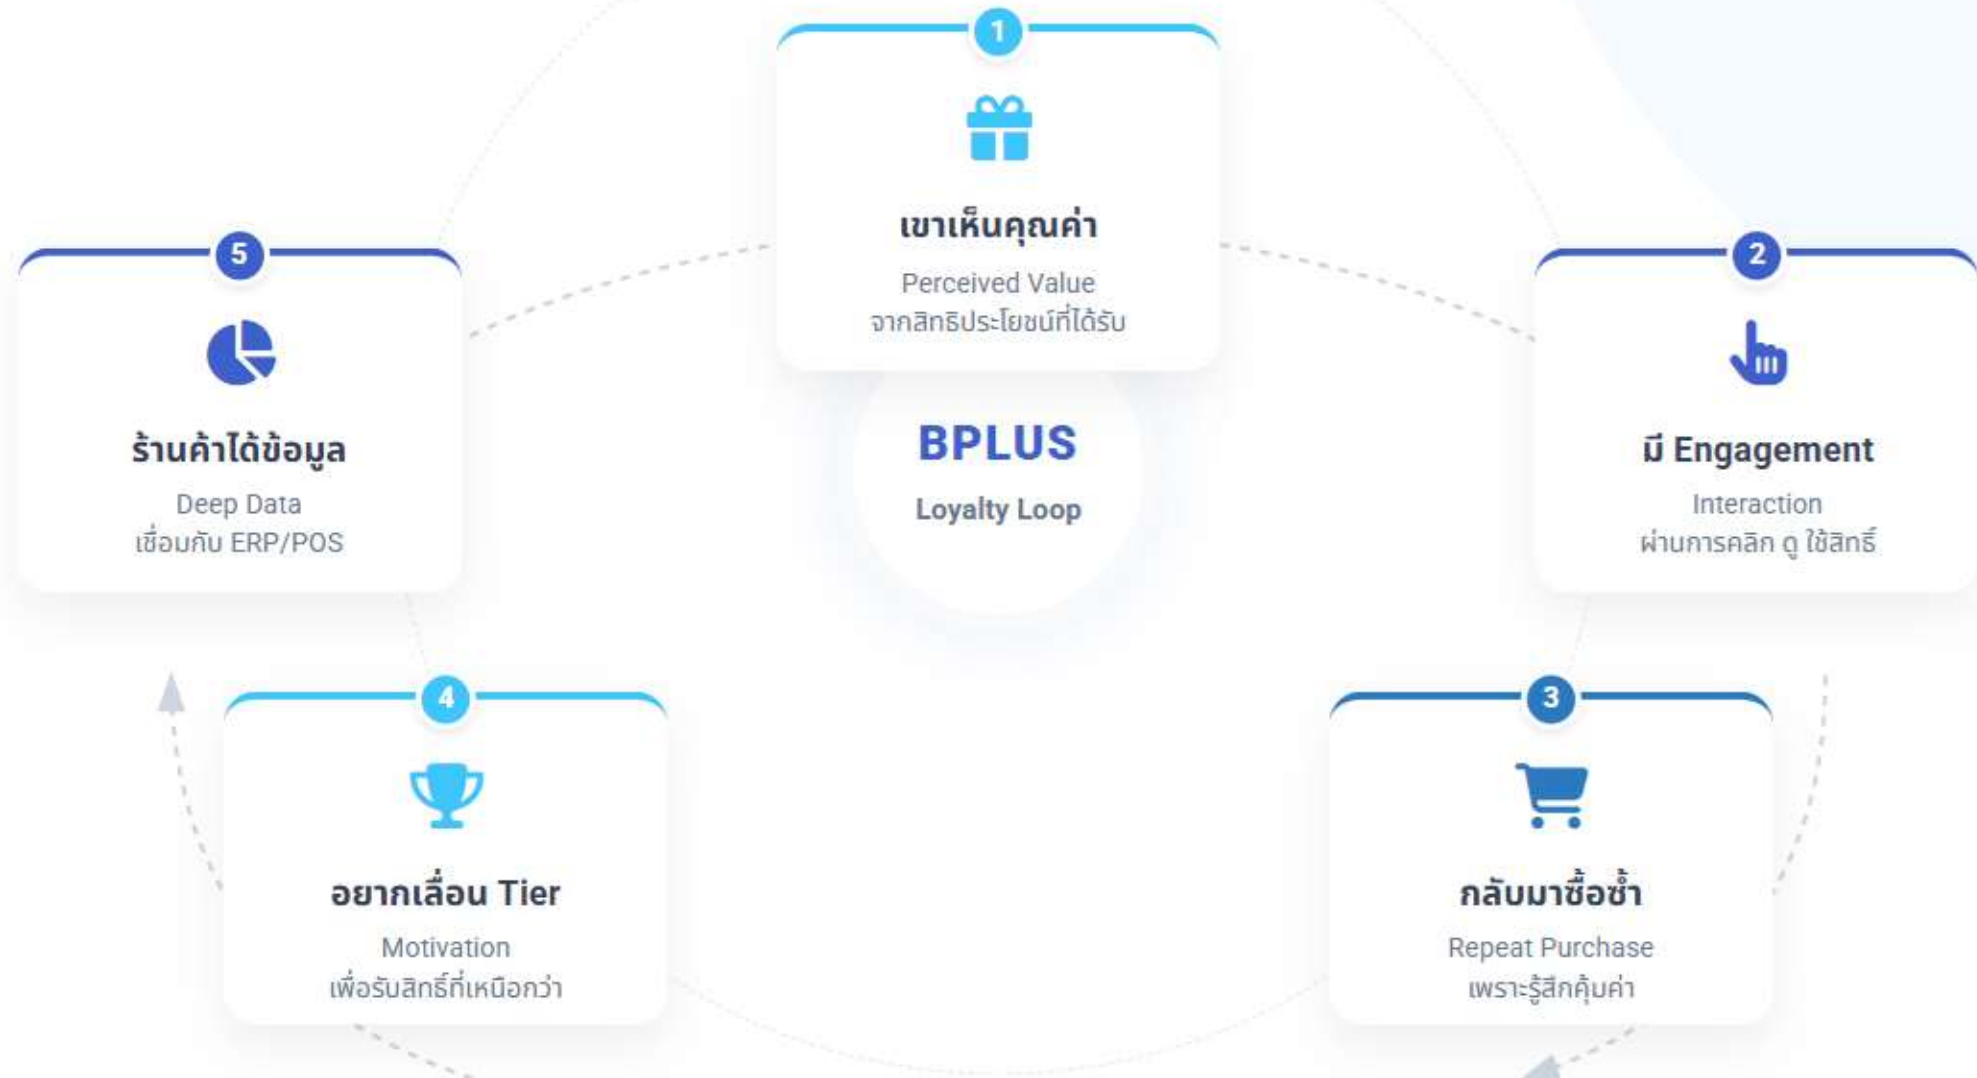 1
เขาเห็นคุณค่า
Perceived Value
จากสิทธิประโยชน์ที่ได้รับ
2
มี Engagement
Interaction
ผ่านการคลิก ดู ใช้สิทธิ์
3
กลับมาซื้อซ้ำ
Repeat Purchase
เพราะรู้สึกคุ้มค่า
4
อยากเลื่อน Tier
Motivation
เพื่อรับสิทธิ์ที่เหนือกว่า
5
ร้านค้าได้ข้อมูล
Deep Data
เชื่อมกับ ERP/POS
BPLUS
Loyalty Loop